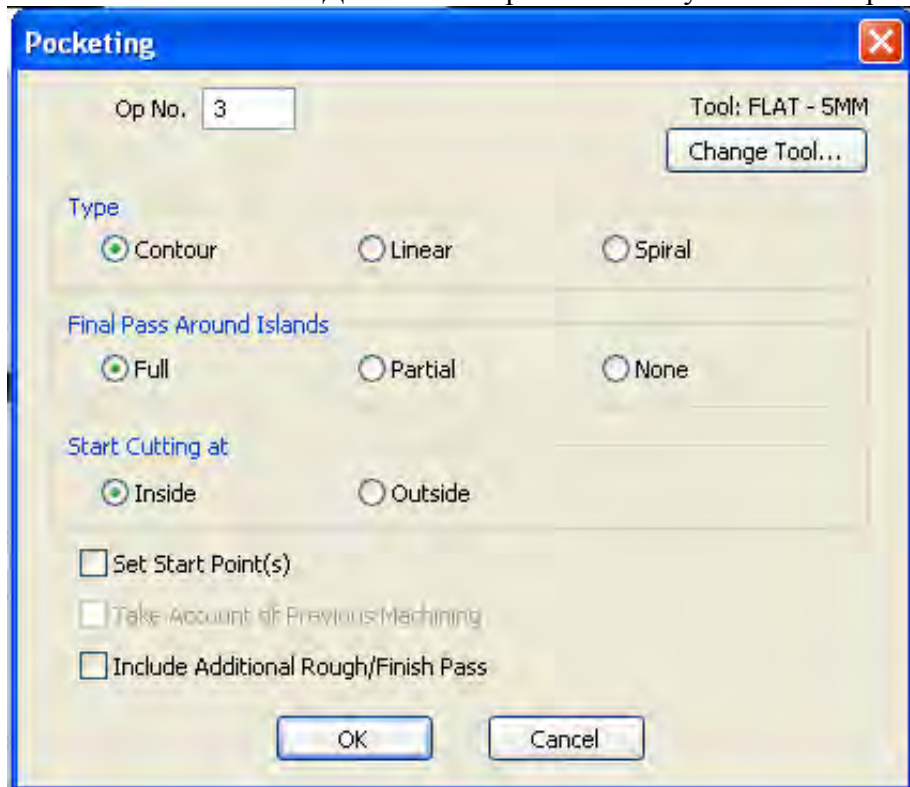 Pocketing
Op No. 3 Tool: FLAT - 5MM
Change Tool...
Type
Contour Linear Spiral
Final Pass Around Islands
Full Partial None
Start Cutting at
Inside Outside
Set Start Point(s)
Take Account of Previous Machining
Include Additional Rough/Finish Pass
OK Cancel